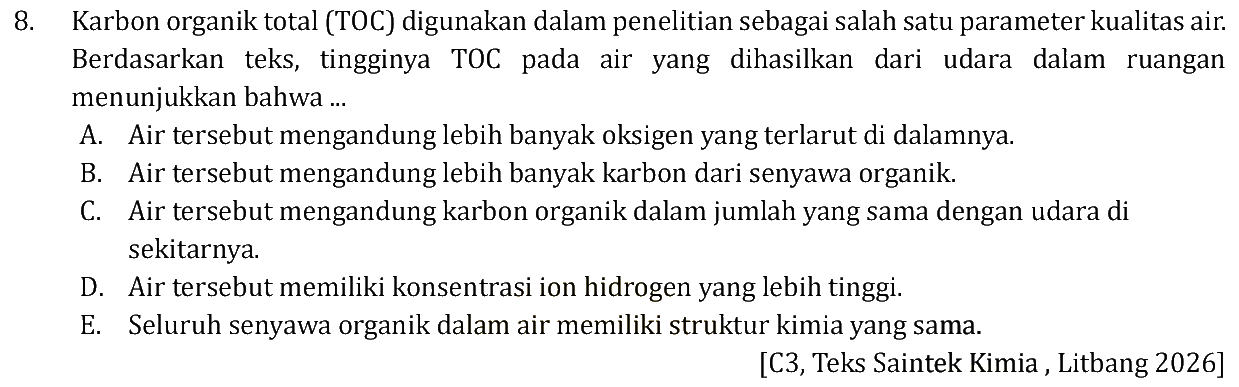 8. Karbon organik total (TOC) digunakan dalam penelitian sebagai salah satu parameter kualitas air.
Berdasarkan teks, tingginya TOC pada air yang dihasilkan dari udara dalam ruangan
menunjukkan bahwa ...
A. Air tersebut mengandung lebih banyak oksigen yang terlarut di dalamnya.
B. Air tersebut mengandung lebih banyak karbon dari senyawa organik.
C. Air tersebut mengandung karbon organik dalam jumlah yang sama dengan udara di
sekitarnya.
D. Air tersebut memiliki konsentrasi ion hidrogen yang lebih tinggi.
E. Seluruh senyawa organik dalam air memiliki struktur kimia yang sama.
[C3, Teks Saintek Kimia , Litbang 2026]